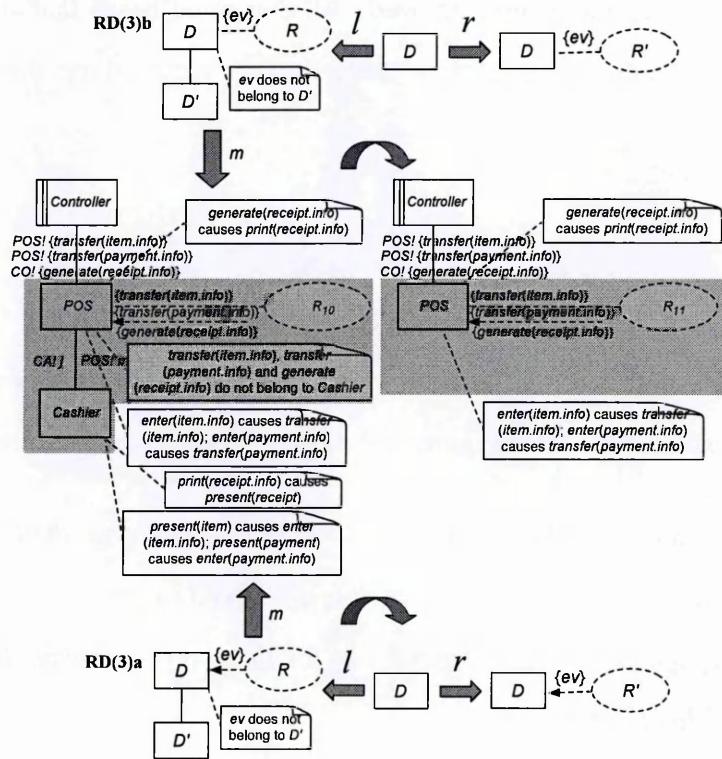 RD(3)b
D
{ev}
R
l
D
r
D
{ev}
R'
ev does not
belong to D'
D'
m
Controller
generate(receipt.info)
causes print(receipt.info)
POS! {transfer(item.info)}
POS! {transfer(payment.info)}
CO! {generate(receipt.info)}
POS
{transfer(item.info)}
{transfer(payment.info)}
{generate(receipt.info)}
R10
CA! ]
transfer(item.info), transfer
(payment.info) and generate
(receipt.info) do not belong to Cashier
Cashier
enter(item.info) causes transfer
(item.info); enter(payment.info)
causes transfer(payment.info)
print(receipt.info) causes
present(receipt)
present(item) causes enter
(item.info); present(payment)
causes enter(payment.info)
Controller
generate(receipt.info)
causes print(receipt.info)
POS! {transfer(item.info)}
POS! {transfer(payment.info)}
CO! {generate(receipt.info)}
POS
{transfer(item.info)}
{transfer(payment.info)}
{generate(receipt.info)}
R11
enter(item.info) causes transfer
(item.info); enter(payment.info)
causes transfer(payment.info)
m
RD(3)a
D
{ev}
R
l
D
r
D
{ev}
R'
ev does not
belong to D'
D'